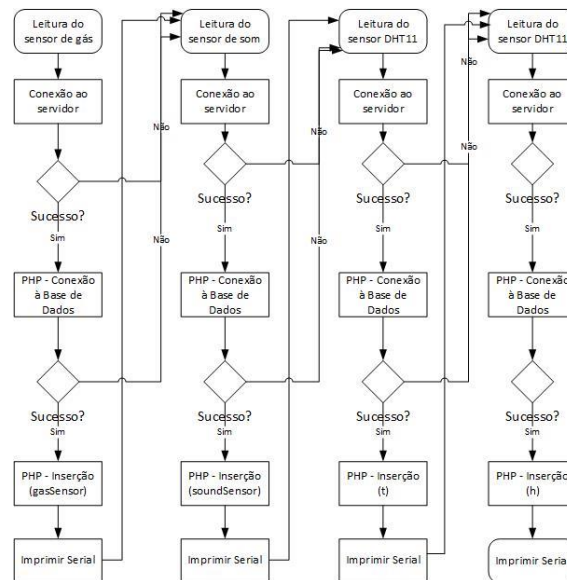 Leitura do
sensor de gás
Conexão ao
servidor
Sucesso?
Sim
PHP - Conexão
à Base de
Dados
Sucesso?
Sim
PHP - Inserção
(gasSensor)
Imprimir Serial
Não
Não
Leitura do
sensor de som
Conexão ao
servidor
Sucesso?
Sim
PHP - Conexão
à Base de
Dados
Sucesso?
Sim
PHP - Inserção
(soundSensor)
Imprimir Serial
Não
Não
Leitura do
sensor DHT11
Conexão ao
servidor
Sucesso?
Sim
PHP - Conexão
à Base de
Dados
Sucesso?
Sim
PHP - Inserção
(t)
Imprimir Serial
Não
Não
Leitura do
sensor DHT11
Conexão ao
servidor
Sucesso?
Sim
PHP - Conexão
à Base de
Dados
Sucesso?
Sim
PHP - Inserção
(h)
Imprimir Serial